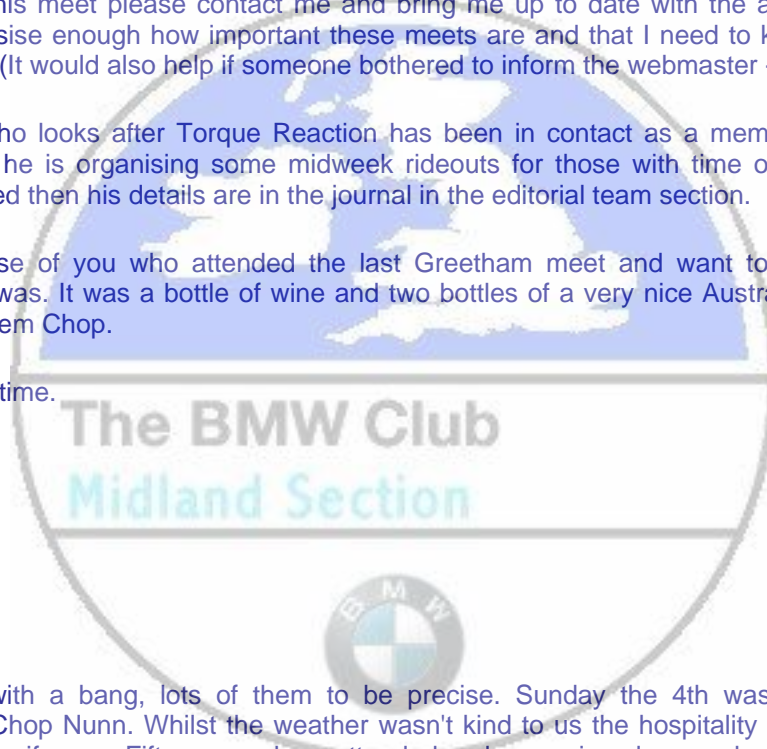 his meet please contact me and bring me up to date with the a
sise enough how important these meets are and that I need to k
(It would also help if someone bothered to inform the webmaster
ho looks after Torque Reaction has been in contact as a mem
he is organising some midweek rideouts for those with time o
ed then his details are in the journal in the editorial team section.
se of you who attended the last Greetham meet and want to
was. It was a bottle of wine and two bottles of a very nice Austra
em Chop.
time.
The BMW Club
Midland Section
BMW
with a bang, lots of them to be precise. Sunday the 4th was
Chop Nunn. Whilst the weather wasn't kind to us the hospitality